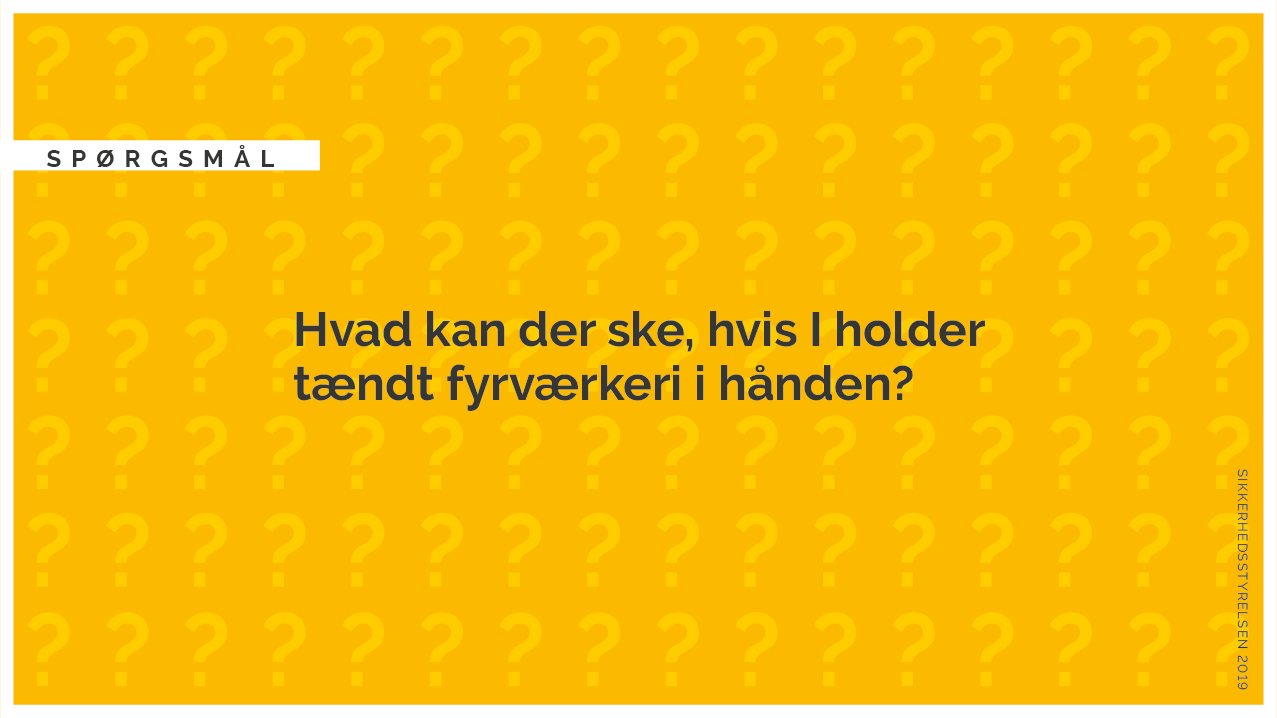 SPØRGSMÅL
Hvad kan der ske, hvis I holder
tændt fyrværkeri i hånden?
SIKKERHEDSSTYRELSEN 2019